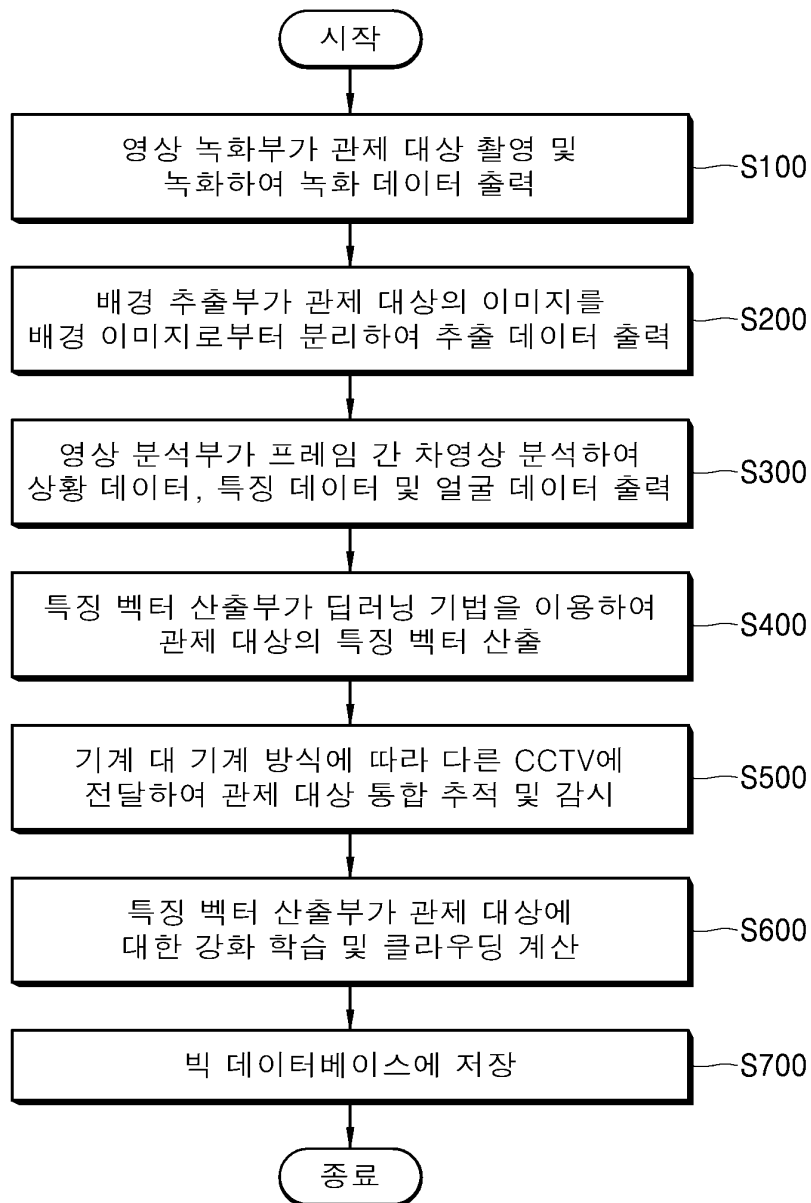 시작
영상 녹화부가 관제 대상 촬영 및
녹화하여 녹화 데이터 출력
S100
배경 추출부가 관제 대상의 이미지를
배경 이미지로부터 분리하여 추출 데이터 출력
S200
영상 분석부가 프레임 간 차영상 분석하여
상황 데이터, 특징 데이터 및 얼굴 데이터 출력
S300
특징 벡터 산출부가 딥러닝 기법을 이용하여
관제 대상의 특징 벡터 산출
S400
기계 대 기계 방식에 따라 다른 CCTV에
전달하여 관제 대상 통합 추적 및 감시
S500
특징 벡터 산출부가 관제 대상에
대한 강화 학습 및 클라우딩 계산
S600
빅 데이터베이스에 저장
S700
종료